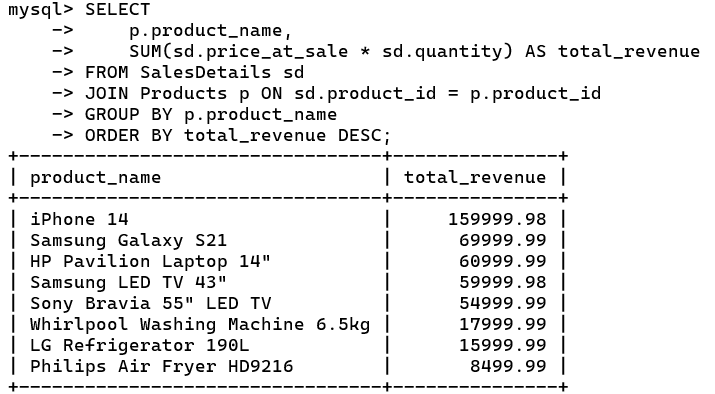 mysql> SELECT
    ->     p.product_name,
    ->     SUM(sd.price_at_sale * sd.quantity) AS total_revenue
    -> FROM SalesDetails sd
    -> JOIN Products p ON sd.product_id = p.product_id
    -> GROUP BY p.product_name
    -> ORDER BY total_revenue DESC;
+---------------------------------+---------------+
| product_name                    | total_revenue |
+---------------------------------+---------------+
| iPhone 14                       |     159999.98 |
| Samsung Galaxy S21              |      69999.99 |
| HP Pavilion Laptop 14"          |      60999.99 |
| Samsung LED TV 43"              |      59999.98 |
| Sony Bravia 55" LED TV          |      54999.99 |
| Whirlpool Washing Machine 6.5kg |      17999.99 |
| LG Refrigerator 190L            |      15999.99 |
| Philips Air Fryer HD9216        |       8499.99 |
+---------------------------------+---------------+